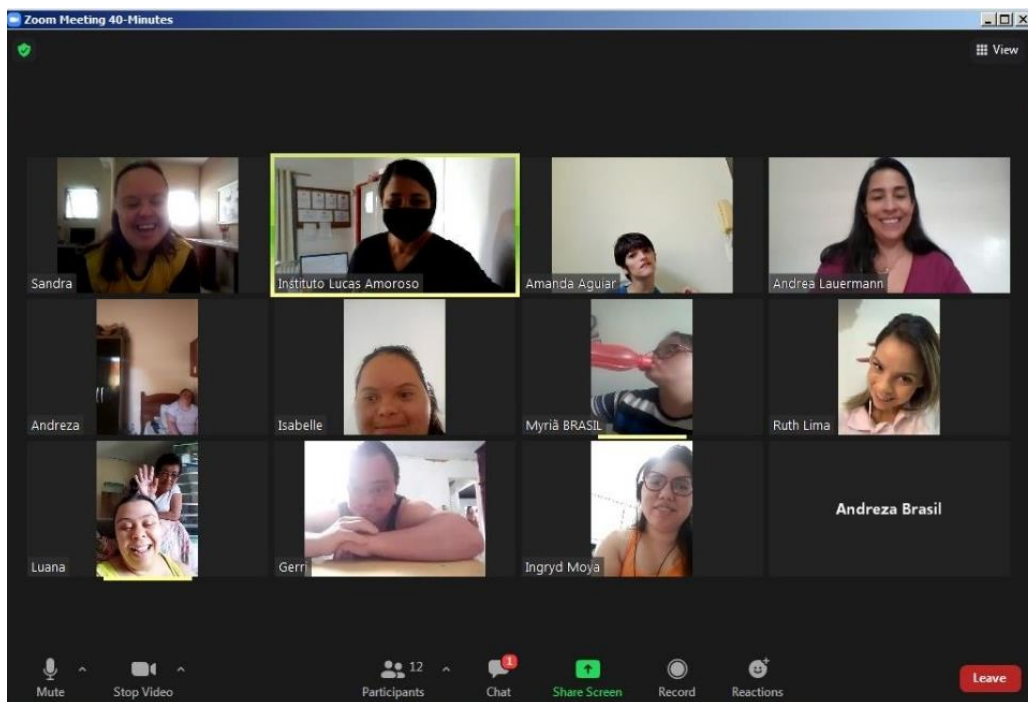 Zoom Meeting 40-Minutes
View
Sandra
Instituto Lucas Amoroso
Amanda Aguiar
Andrea Lauermann
Andreza
Isabelle
Myriã BRASIL
Ruth Lima
Luana
Gerri
Ingryd Moya
Andreza Brasil
Mute
Stop Video
12
Participants
1
Chat
Share Screen
Record
Reactions
Leave